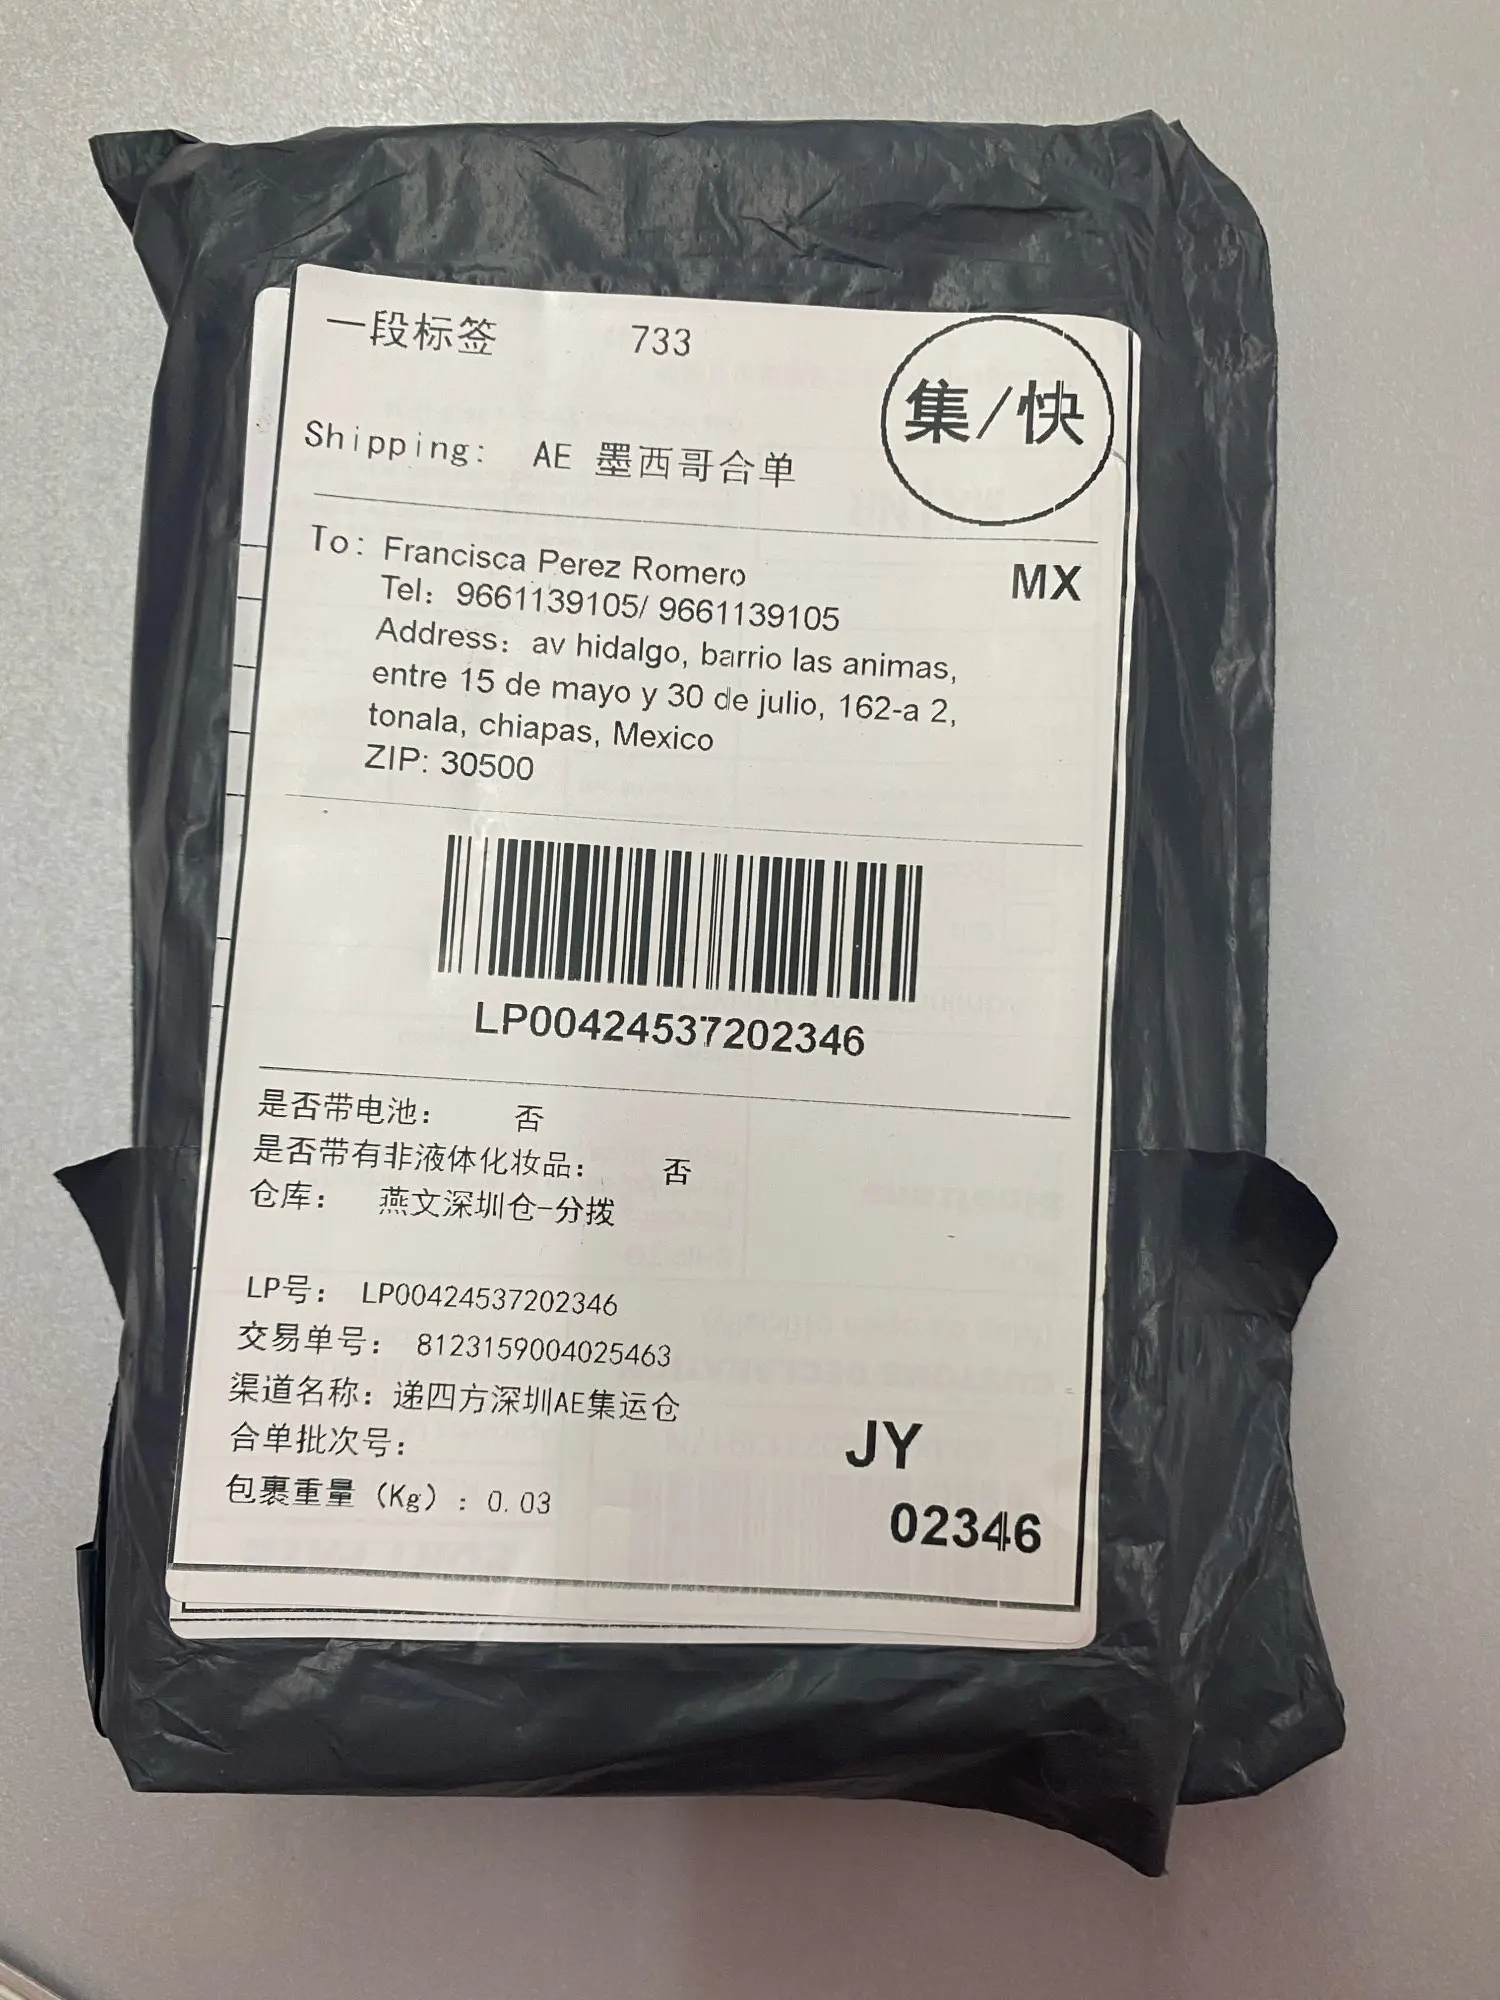 一段标签 733
集/快
Shipping: AE 墨西哥合单
To: Francisca Perez Romero
MX
Tel: 9661139105/ 9661139105
Address: av hidalgo, barrio las animas,
entre 15 de mayo y 30 de julio, 162-a 2,
tonala, chiapas, Mexico
ZIP: 30500
LP00424537202346
是否带电池: 否
是否带有非液体化妆品: 否
仓库: 燕文深圳仓-分拨
LP号: LP00424537202346
交易单号: 8123159004025463
渠道名称: 递四方深圳AE集运仓
合单批次号:
包裹重量 (Kg) : 0.03
JY
02346